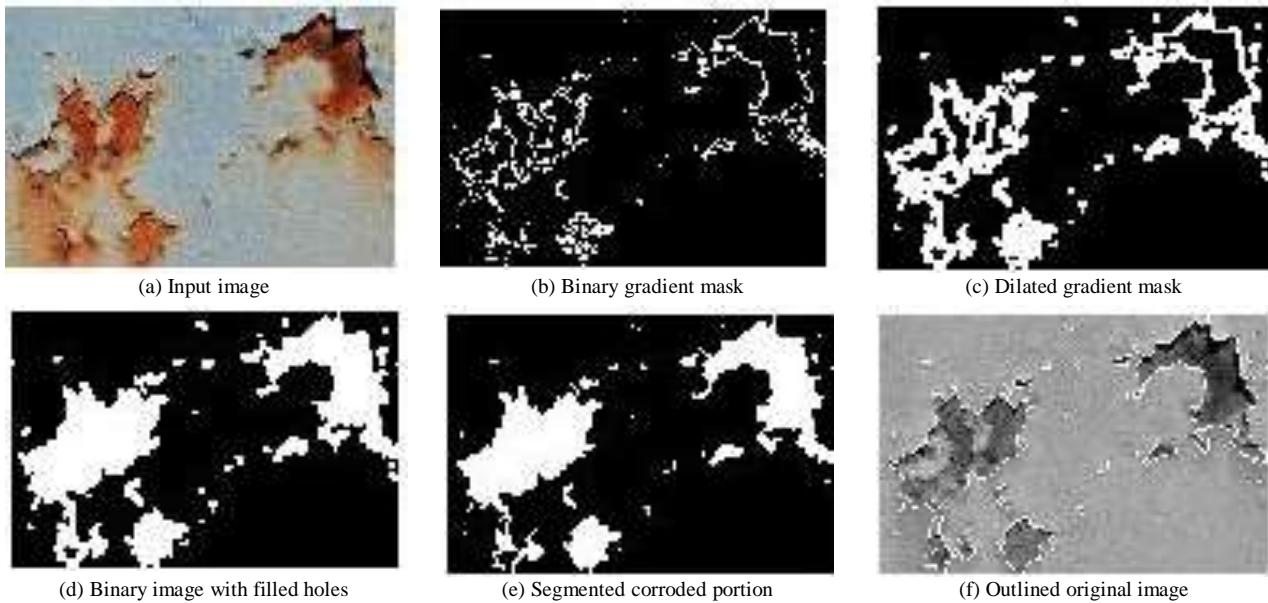 (a) Input image
(b) Binary gradient mask
(c) Dilated gradient mask
(d) Binary image with filled holes
(e) Segmented corroded portion
(f) Outlined original image